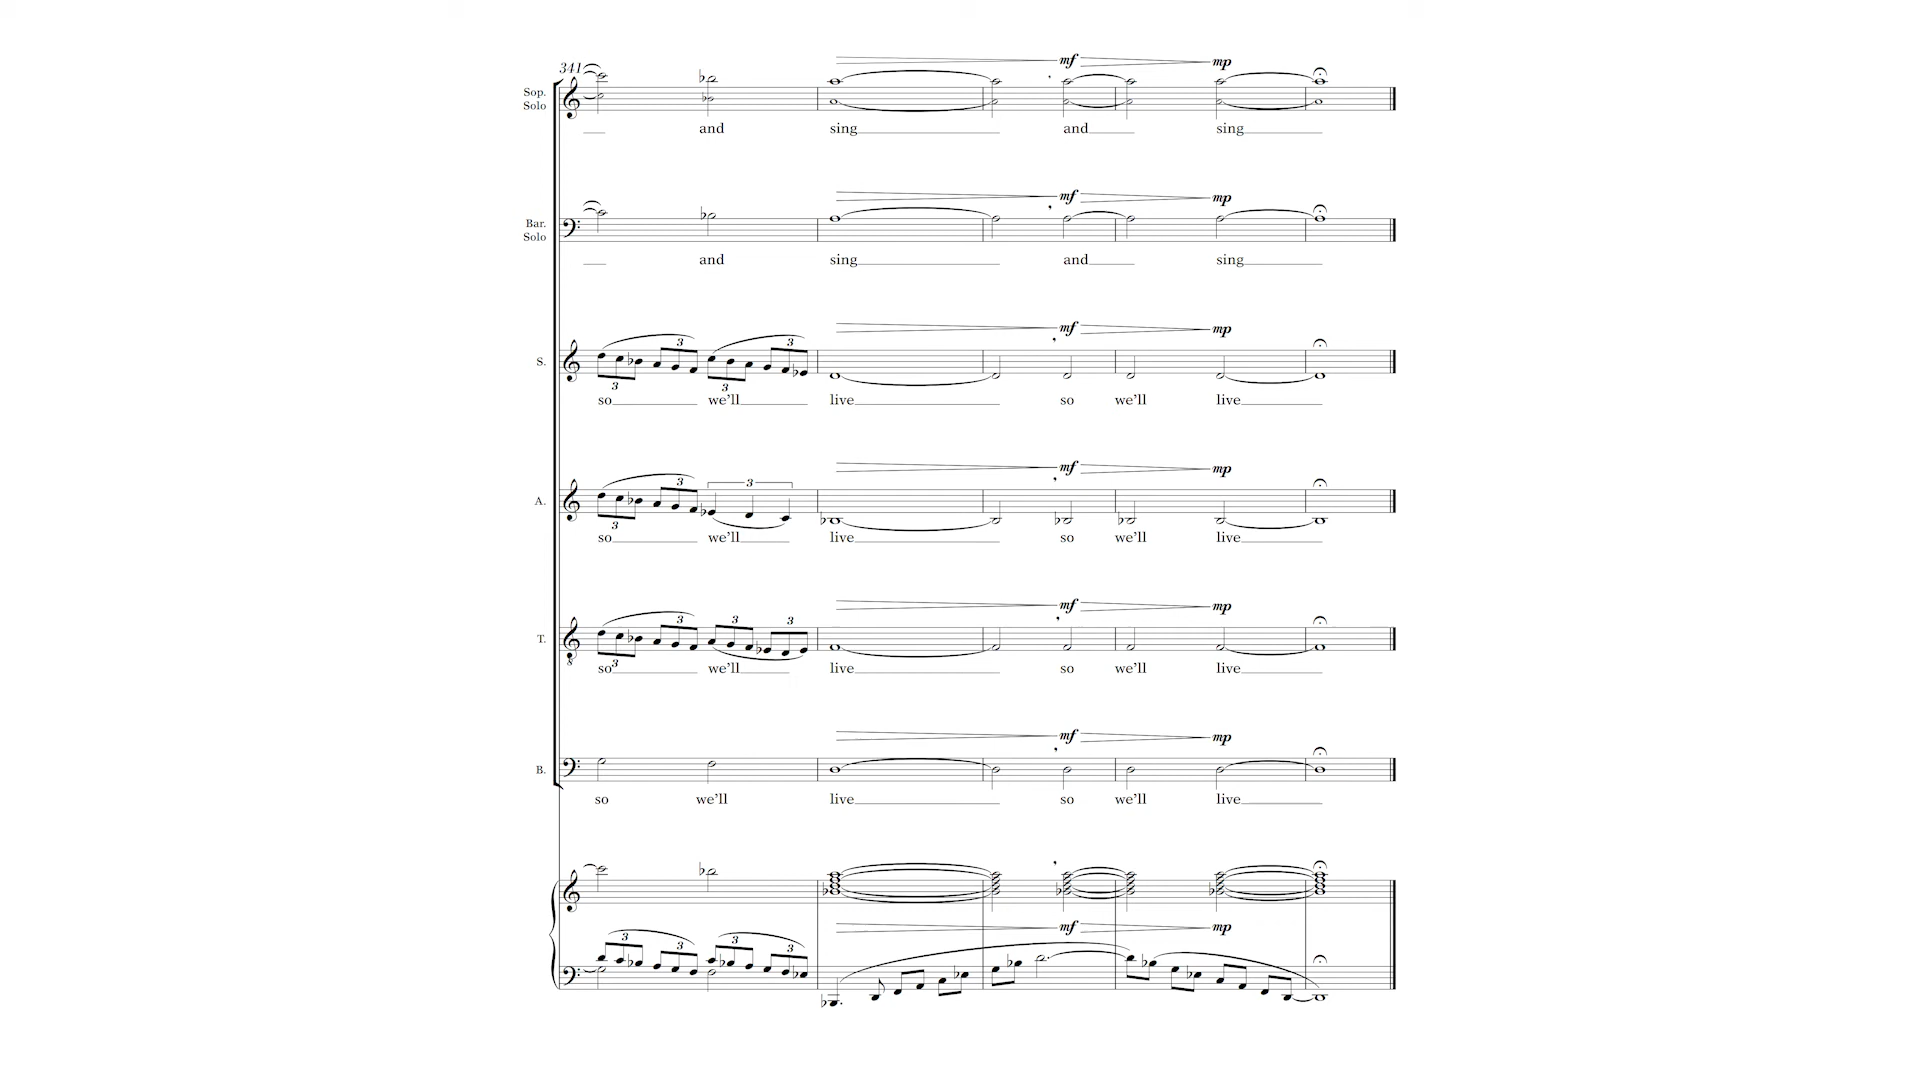 341
mf mp
Sop.
Solo
and sing and sing
mf mp
Bar.
Solo
and sing and sing
mf mp
3 3
S.
3 3
so we'll live so we'll live
mf mp
3 3
A.
3
so we'll live so we'll live
mf mp
3 3 3
T.
3
so we'll live so we'll live
mf mp
B.
so we'll live so we'll live
mf mp
3 3 3 3